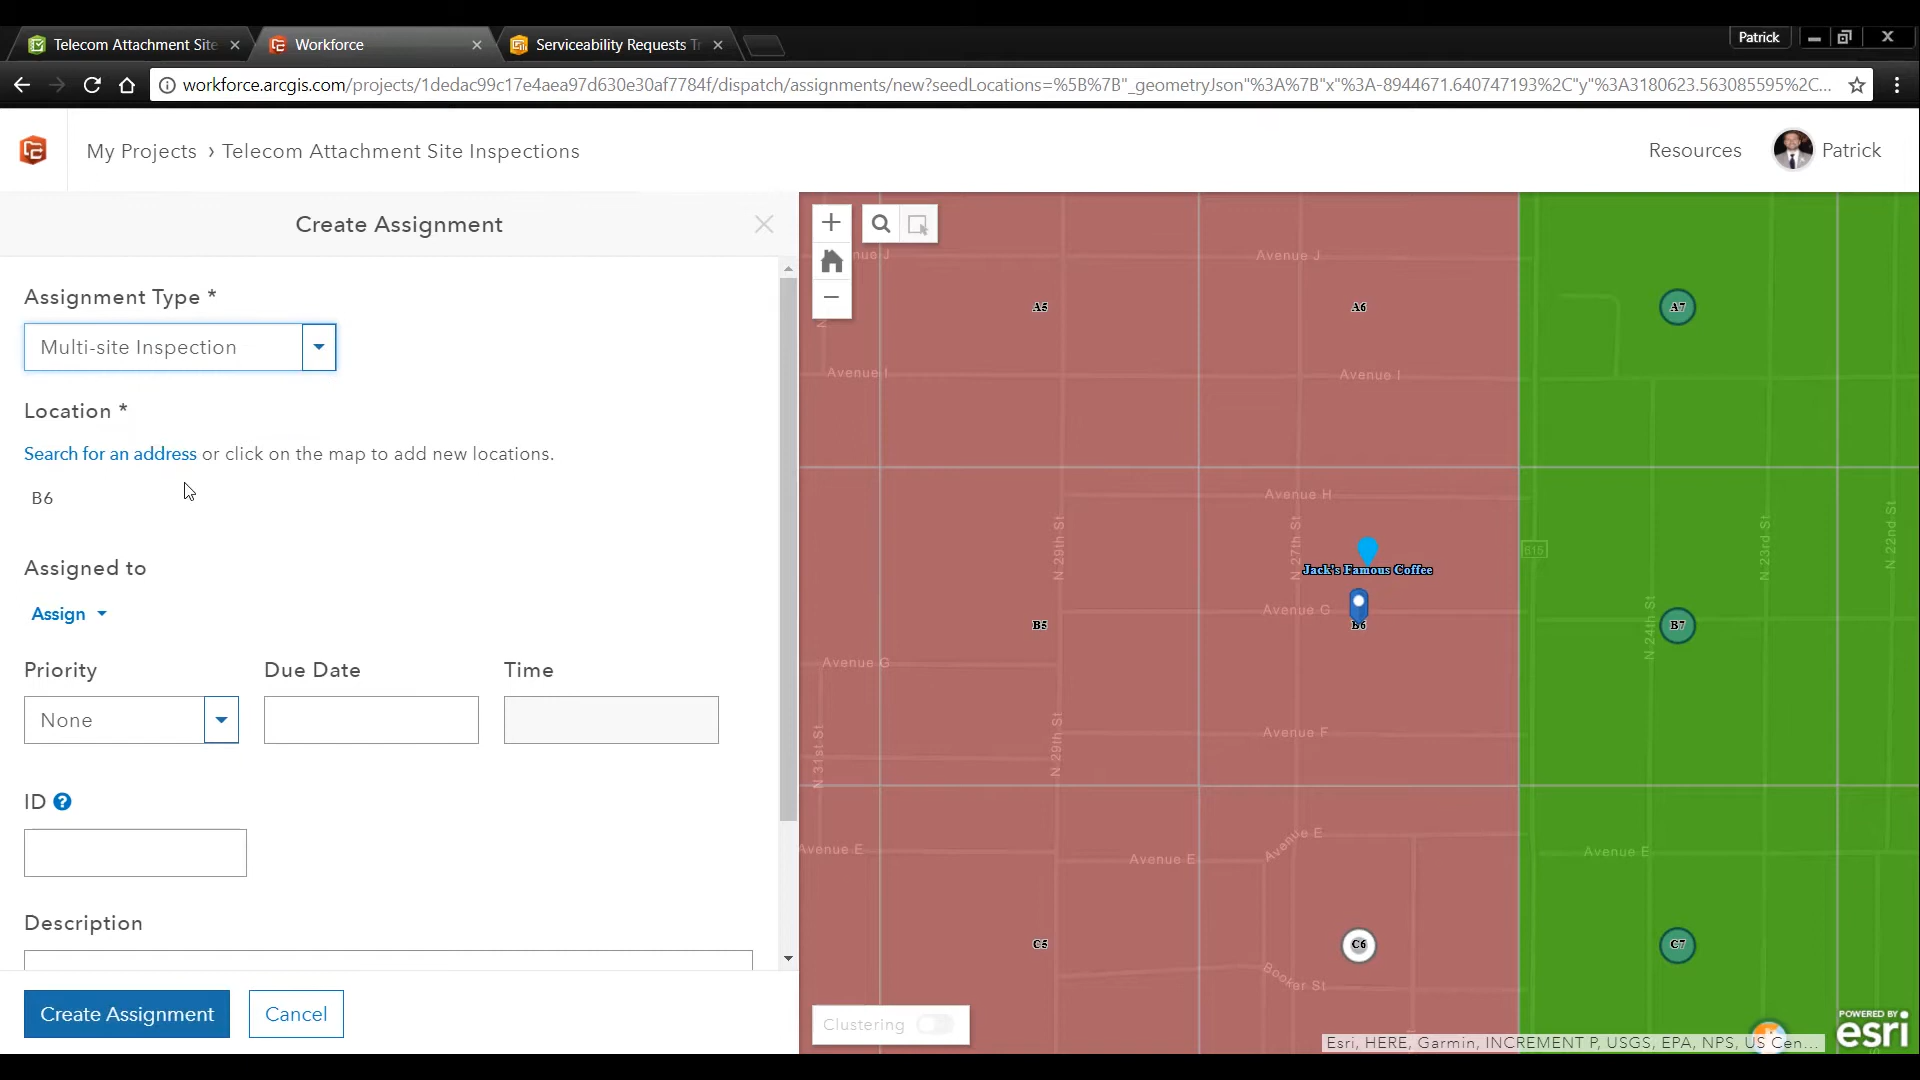 Telecom Attachment Site
Workforce
Serviceability Requests Tr
Patrick
workforce.arcgis.com/projects/1dedac99c17e4aea97d630e30af7784f/dispatch/assignments/new?seedLocations=%5B%7B"_geometryJson"%3A%7B"x"%3A-8944671.640747193%2C"y"%3A3180623.563085595%2C...
My Projects › Telecom Attachment Site Inspections
Resources
Patrick
Create Assignment
Assignment Type *
Multi-site Inspection
Location *
Search for an address or click on the map to add new locations.
B6
Assigned to
Assign
Priority
Due Date
Time
None
ID ?
Description
Create Assignment
Cancel
Avenue J
A5
A6
A7
Avenue I
Avenue I
Avenue H
N 29th St
N 27th St
B15
N 23rd St
N 22nd St
Jack's Famous Coffee
Avenue G
B5
B6
B7
N 24th St
Avenue G
N 31st St
N 29th St
Avenue F
Avenue E
Avenue E
Avenue E
Avenue E
C5
C6
C7
Booker St
Clustering
POWERED BY
esri
Esri, HERE, Garmin, INCREMENT P, USGS, EPA, NPS, US Cen...